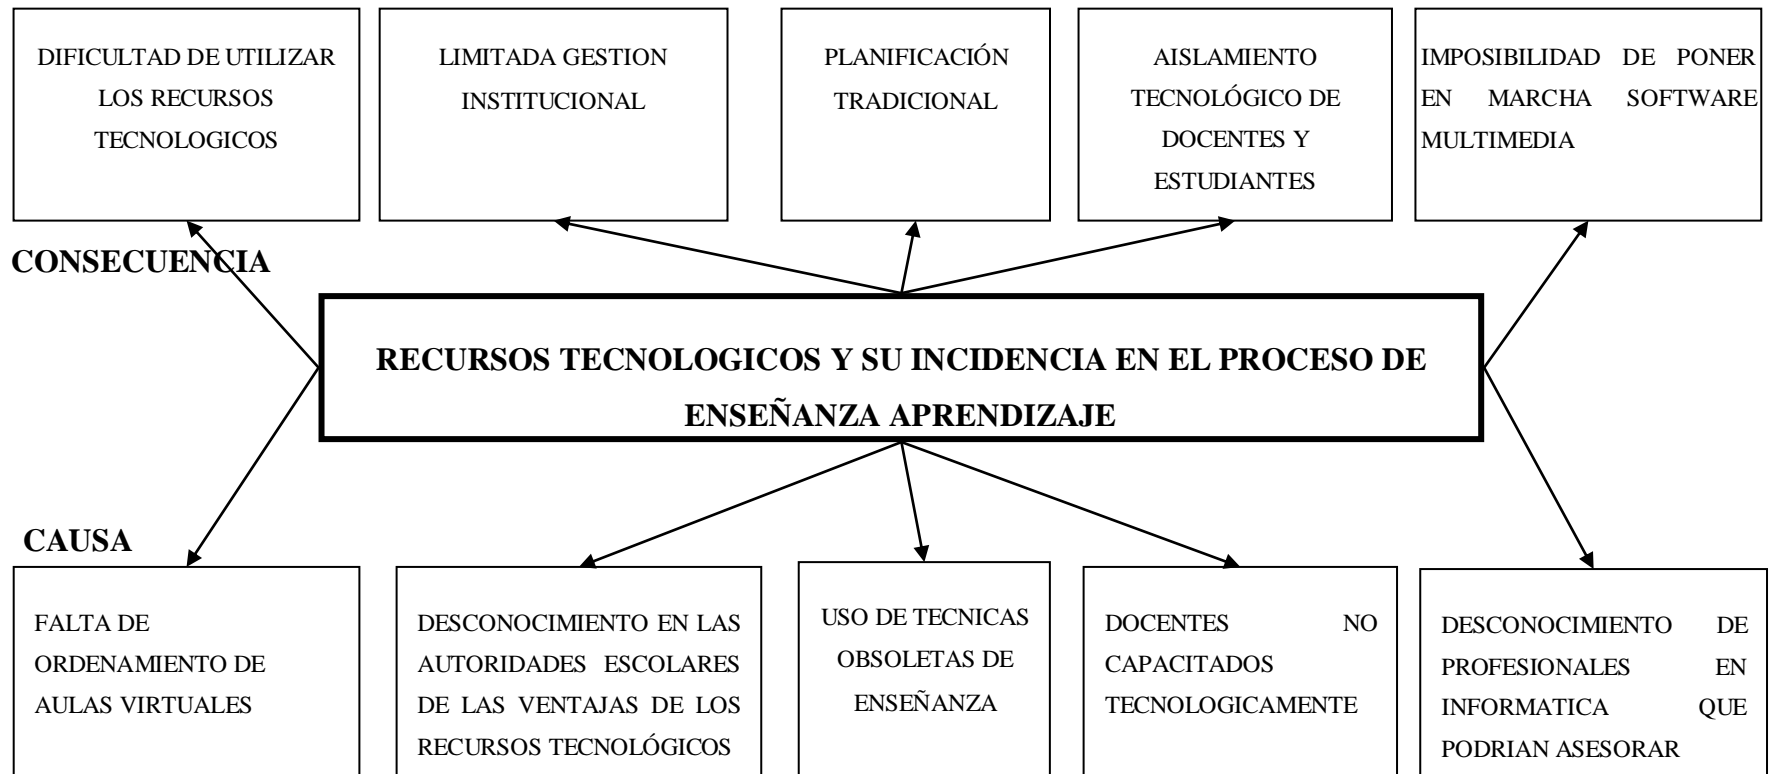 DIFICULTAD DE UTILIZAR
LOS RECURSOS
TECNOLOGICOS
LIMITADA GESTION
INSTITUCIONAL
PLANIFICACIÓN
TRADICIONAL
AISLAMIENTO
TECNOLÓGICO DE
DOCENTES Y
ESTUDIANTES
IMPOSIBILIDAD DE PONER
EN MARCHA SOFTWARE
MULTIMEDIA
CONSECUENCIA
RECURSOS TECNOLOGICOS Y SU INCIDENCIA EN EL PROCESO DE
ENSEÑANZA APRENDIZAJE
CAUSA
FALTA DE
ORDENAMIENTO DE
AULAS VIRTUALES
DESCONOCIMIENTO EN LAS
AUTORIDADES ESCOLARES
DE LAS VENTAJAS DE LOS
RECURSOS TECNOLÓGICOS
USO DE TECNICAS
OBSOLETAS DE
ENSEÑANZA
DOCENTES NO
CAPACITADOS
TECNOLOGICAMENTE
DESCONOCIMIENTO DE
PROFESIONALES EN
INFORMATICA QUE
PODRIAN ASESORAR